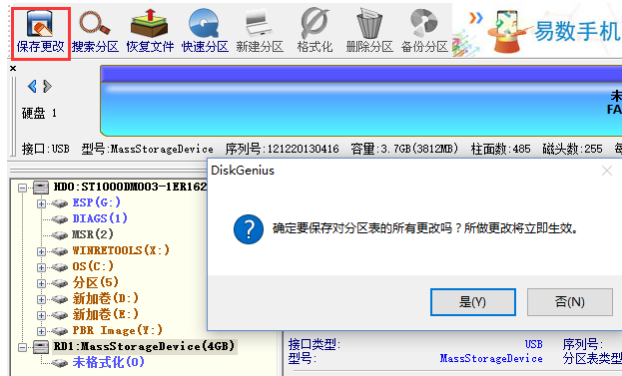 保存更改 搜索分区 恢复文件 快速分区 新建分区 格式化 删除分区 备份分区 易数手机
硬盘 1
未
FA
接口:USB 型号:MassStorageDevice 序列号:121220130416 容量:3.7GB(3812MB) 柱面数:485 磁头数:255 每
DiskGenius
确定要保存对分区表的所有更改吗?所做更改将立即生效。
是(Y) 否(N)
HD0:ST1000DM003-1ER162
ESP(G:)
DIAGS(1)
MSR(2)
WINRETOOLS(X:)
OS(C:)
分区(5)
新加卷(D:)
新加卷(E:)
PBR Image(Y:)
RD1:MassStorageDevice(4GB)
未格式化(0)
接口类型: USB 序列号:
型号: MassStorageDevice 分区表类型